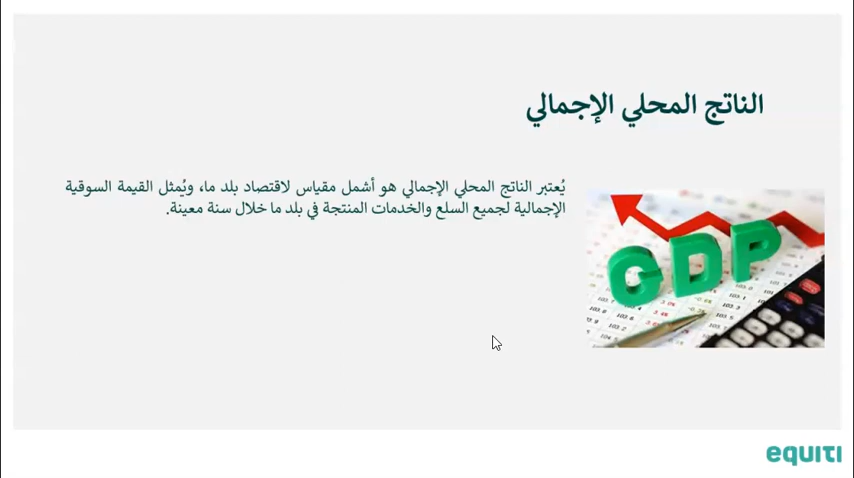 الناتج المحلي الإجمالي
يُعتبر الناتج المحلي الإجمالي هو أشمل مقياس لاقتصاد بلد ما، ويُمثل القيمة السوقية
الإجمالية لجميع السلع والخدمات المنتجة في بلد ما خلال سنة معينة.
GDP
equiti